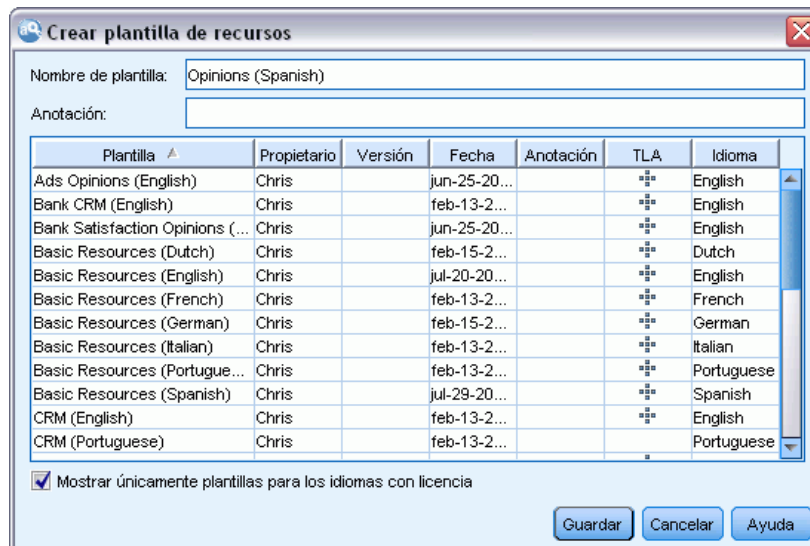 Crear plantilla de recursos
Nombre de plantilla: Opinions (Spanish)
Anotación:
Plantilla Propietario Versión Fecha Anotación TLA Idioma
Ads Opinions (English) Chris jun-25-20... English
Bank CRM (English) Chris feb-13-2... English
Bank Satisfaction Opinions (... Chris jun-25-20... English
Basic Resources (Dutch) Chris feb-15-2... Dutch
Basic Resources (English) Chris jul-20-20... English
Basic Resources (French) Chris feb-13-2... French
Basic Resources (German) Chris feb-15-2... German
Basic Resources (Italian) Chris feb-13-2... Italian
Basic Resources (Portugue... Chris feb-13-2... Portuguese
Basic Resources (Spanish) Chris jul-29-20... Spanish
CRM (English) Chris feb-13-2... English
CRM (Portuguese) Chris feb-13-2... Portuguese
Mostrar únicamente plantillas para los idiomas con licencia
Guardar Cancelar Ayuda